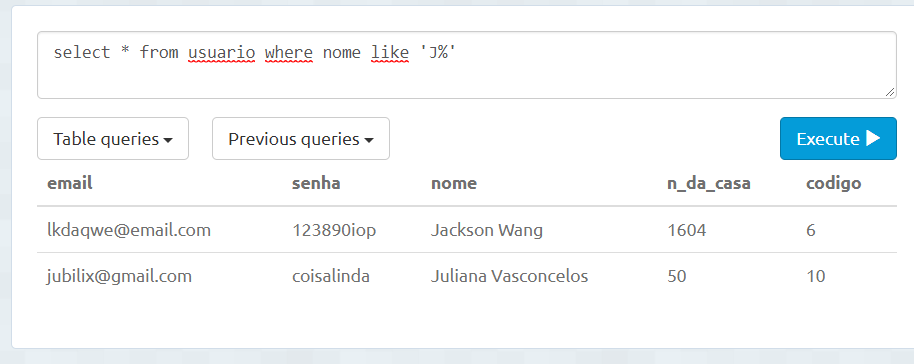 select * from usuario where nome like 'J%'
Table queries Previous queries Execute
email senha nome n_da_casa codigo
lkdaqwe@email.com 123890iop Jackson Wang 1604 6
jubilix@gmail.com coisalinda Juliana Vasconcelos 50 10